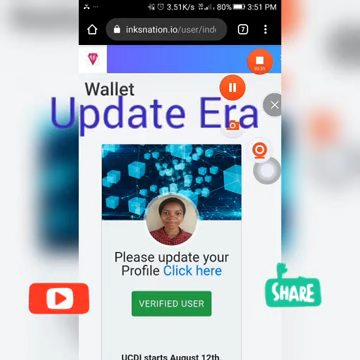 3.51K/S 80% 3:51 PM
inksnation.io/user/ind
7
Wallet
Update Era
Please update your
Profile Click here
VERIFIED USER
SHARE
UCDI starts August 12th.